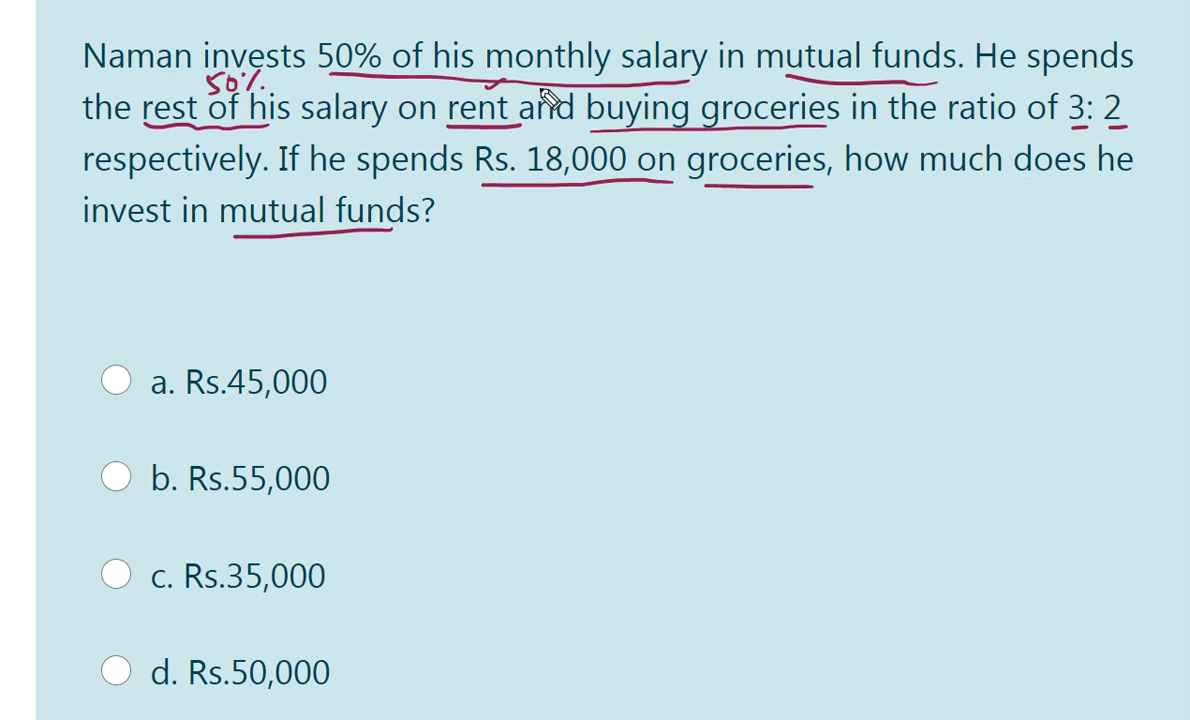 Naman invests 50% of his monthly salary in mutual funds. He spends
50%.
the rest of his salary on rent and buying groceries in the ratio of 3: 2
respectively. If he spends Rs. 18,000 on groceries, how much does he
invest in mutual funds?
a. Rs.45,000
b. Rs.55,000
c. Rs.35,000
d. Rs.50,000